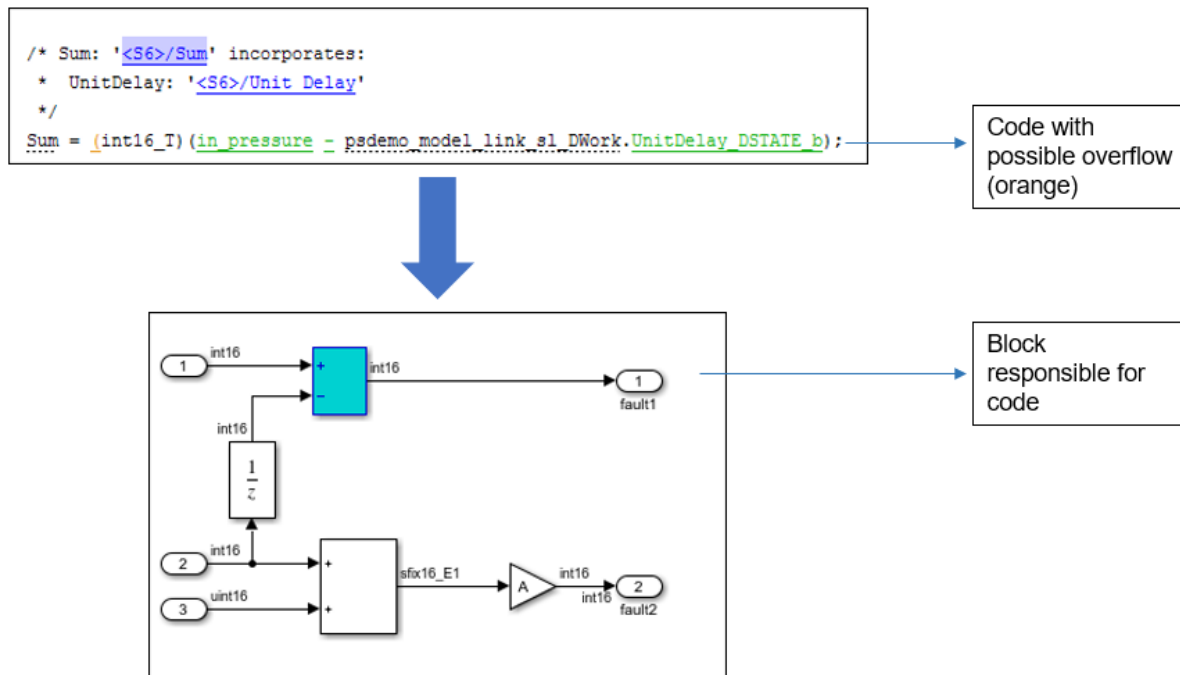 /* Sum: '<S6>/Sum' incorporates:
*  UnitDelay: '<S6>/Unit Delay'
*/
Sum = (int16_T)(in_pressure - psdemo_model_link_sl_DWork.UnitDelay_DSTATE_b);
Code with
possible overflow
(orange)
Block
responsible for
code
1
int16
+
−
int16
1
fault1
int16
1
z
2
int16
3
uint16
+
+
sfix16_E1
A
int16
int16
2
fault2